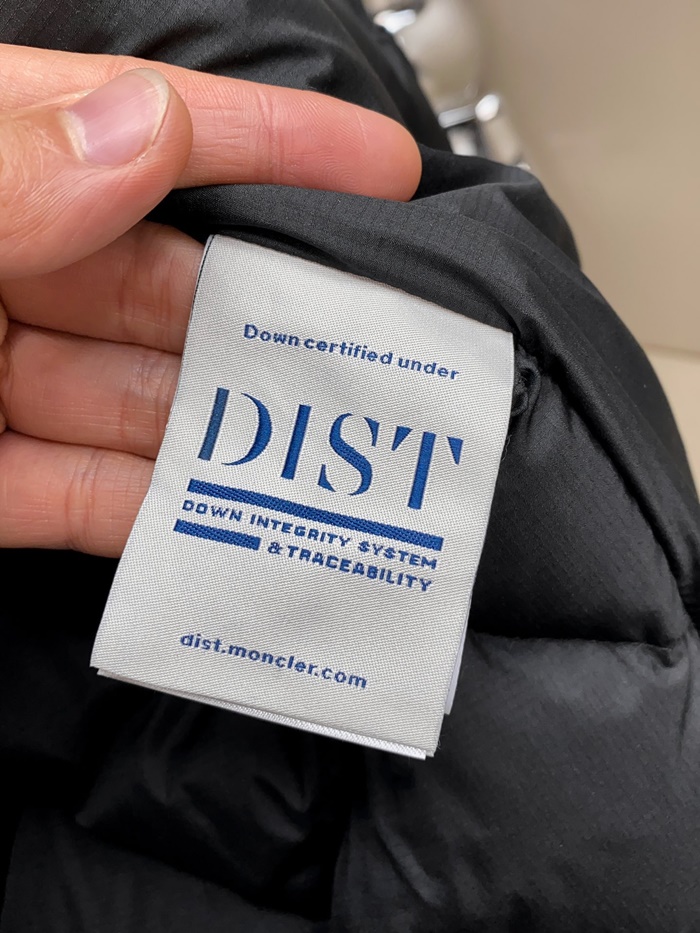 Down certified under
DIST
DOWN INTEGRITY SYSTEM
& TRACEABILITY
dist.moncler.com